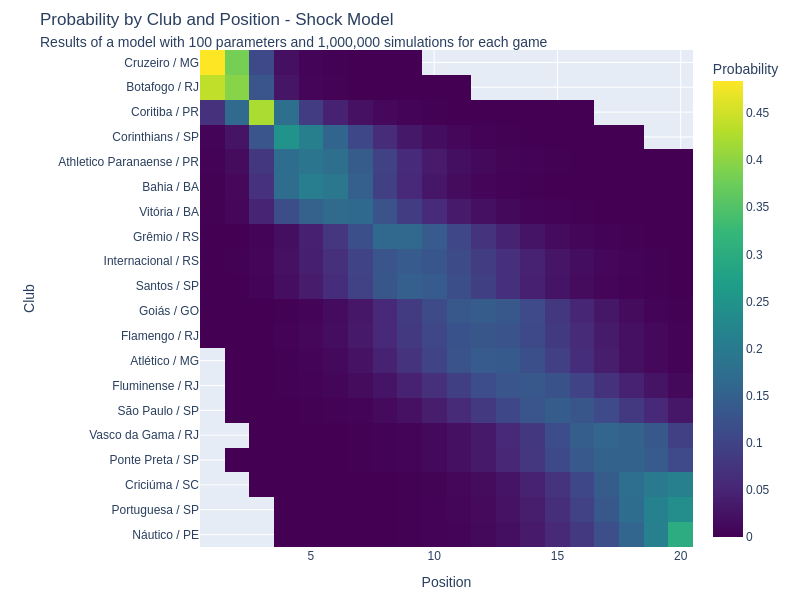 Probability by Club and Position - Shock Model
Results of a model with 100 parameters and 1,000,000 simulations for each game
Probability
Cruzeiro / MG
Botafogo / RJ
Coritiba / PR
Corinthians / SP
Athletico Paranaense / PR
Bahia / BA
Vitória / BA
Grêmio / RS
Internacional / RS
Santos / SP
Goiás / GO
Flamengo / RJ
Atlético / MG
Fluminense / RJ
São Paulo / SP
Vasco da Gama / RJ
Ponte Preta / SP
Criciúma / SC
Portuguesa / SP
Náutico / PE
Club
5
10
15
20
Position
0.45
0.4
0.35
0.3
0.25
0.2
0.15
0.1
0.05
0